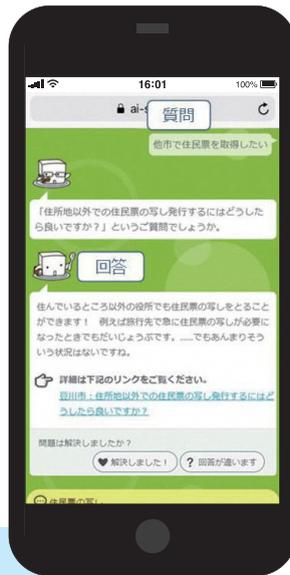 16:01
100%
ai-s
質問
他市で住民票を取得したい
「住所地以外での住民票の写し発行するにはどうした
ら良いですか？」というご質問でしょうか。
回答
住んでいるところ以外の役所でも住民票の写しをとること
ができます！ 例えば旅行先で急に住民票の写しが必要に
なったときでもだいじょうぶです。……でもあんまりそう
いう状況はないですね。
詳細は下記のリンクをご覧ください。
豆川市：住所地以外での住民票の写し発行するにはど
うしたら良いですか？
問題は解決しましたか？
解決しました！
? 回答が違います
住民票の写し